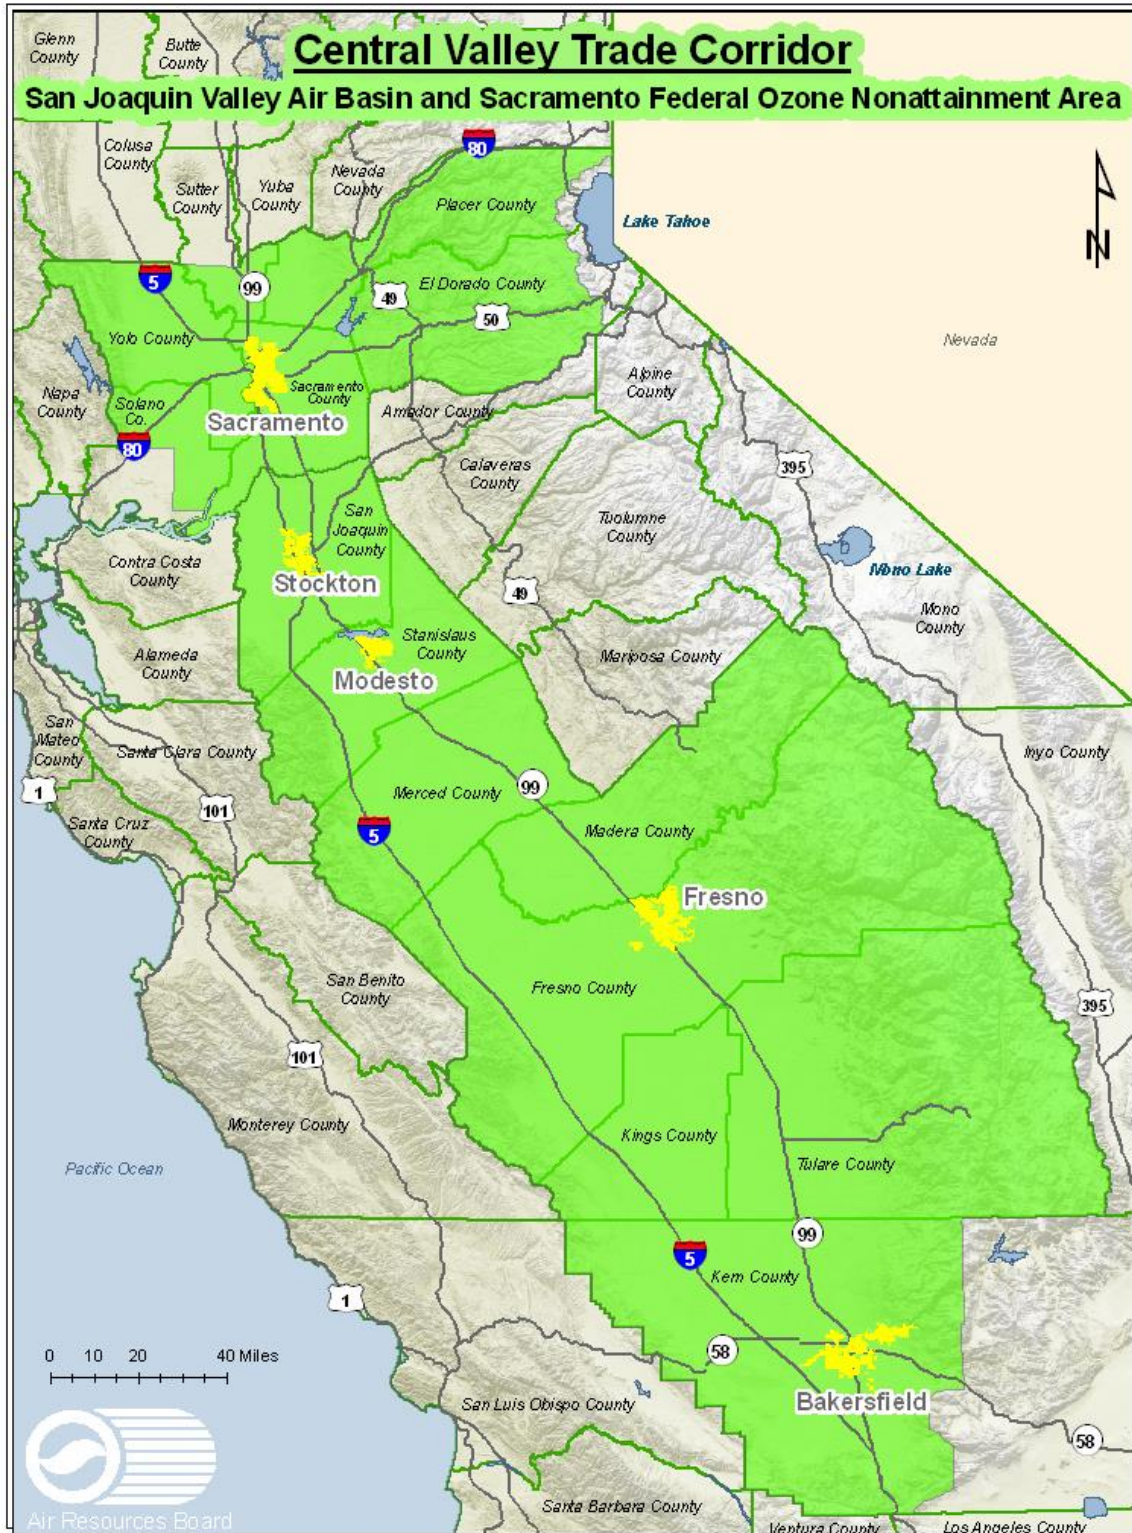 Central Valley Trade Corridor
San Joaquin Valley Air Basin and Sacramento Federal Ozone Nonattainment Area
Glenn
County
Butte
County
Colusa
County
Sutter
County
Yuba
County
Nevada
County
80
Placer County
Lake Tahoe
N
5
99
49
El Dorado County
50
Yolo County
Nevada
Napa
County
Solano
Co.
Sacramento
County
Sacramento
Amador County
Alpine
County
80
Calaveras
County
395
San
Joaquin
County
Tuolumne
County
Contra Costa
County
Stockton
49
Mono Lake
Mono
County
Alameda
County
Stanislaus
County
Modesto
Mariposa County
San
Mateo
County
Santa Clara County
Inyo County
1
101
Merced County
99
Santa Cruz
County
5
Madera County
Fresno
San Benito
County
Fresno County
395
101
Monterey County
Kings County
Tulare County
Pacific Ocean
99
5
Kern County
1
58
0 10 20 40 Miles
San Luis Obispo County
Bakersfield
58
Santa Barbara County
Air Resources Board
Ventura County
Los Angeles County